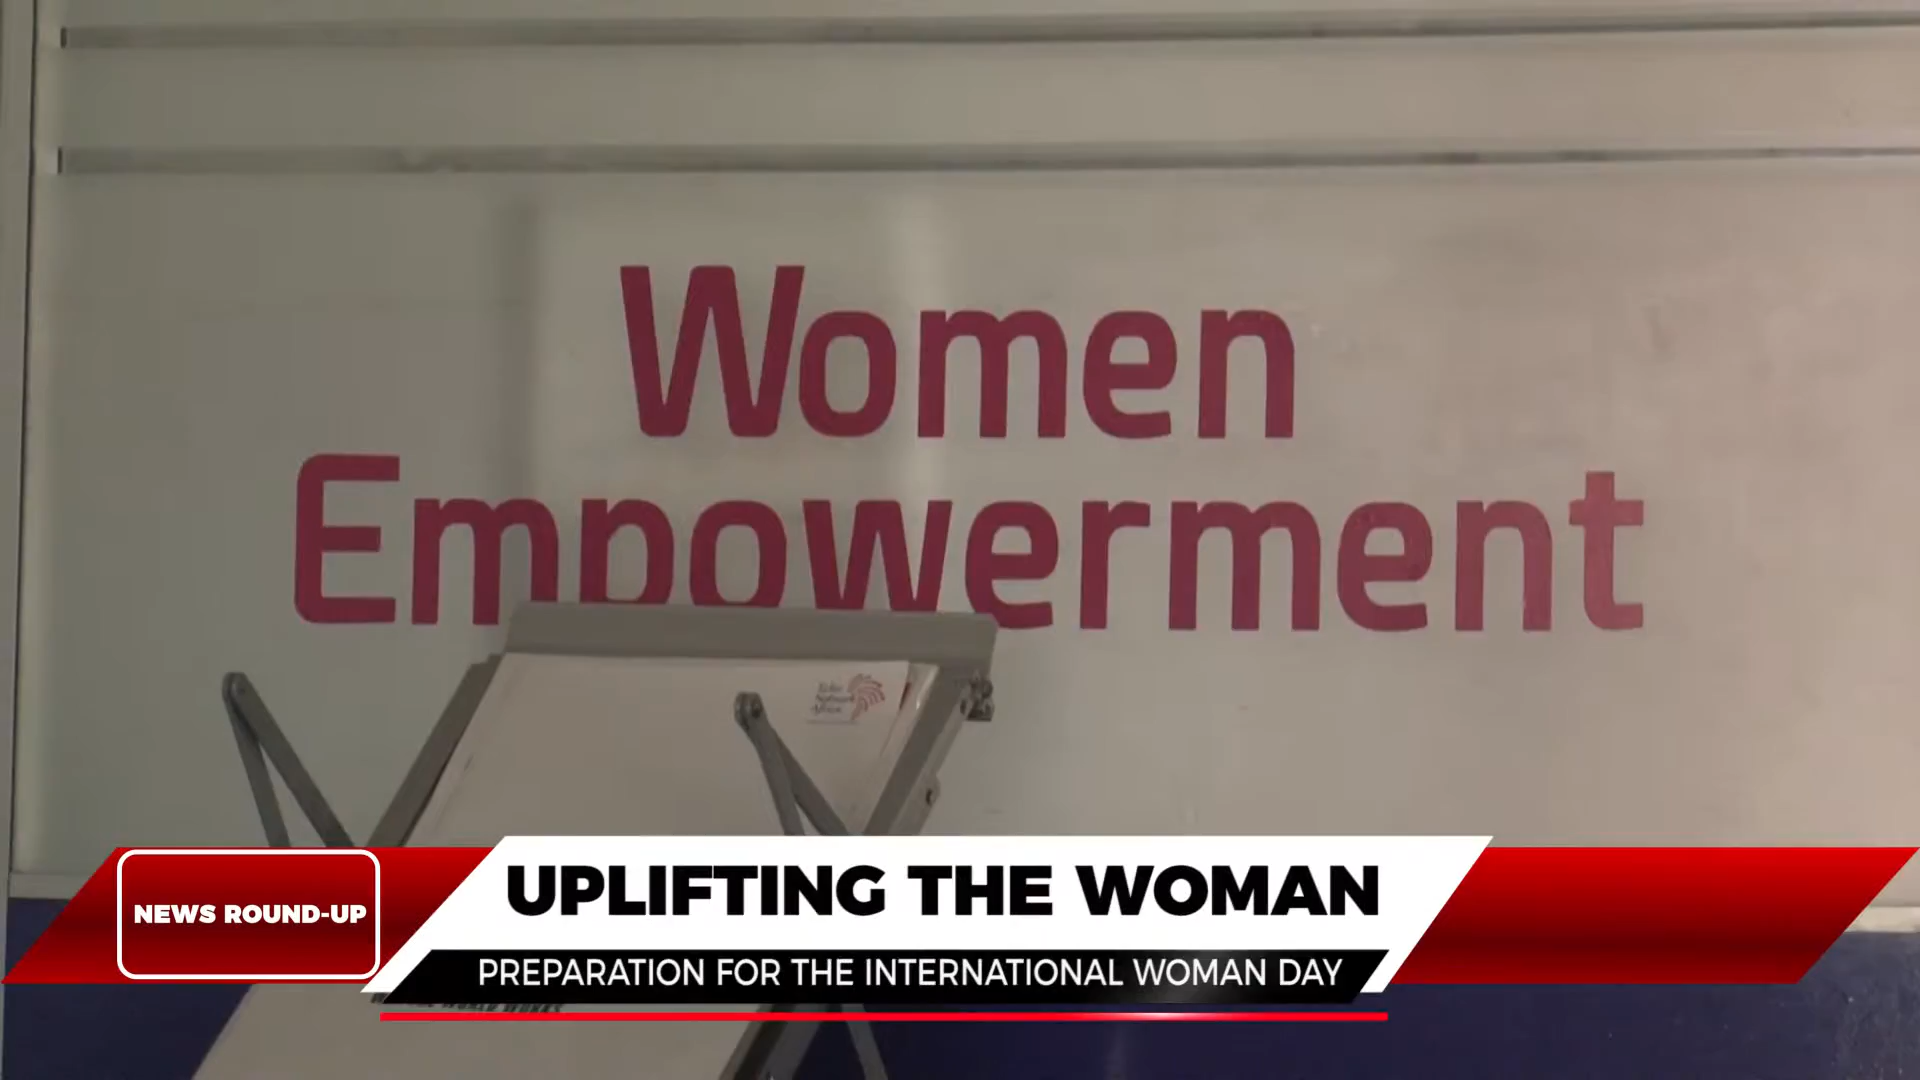 Women
Empowerment
NEWS ROUND-UP
UPLIFTING THE WOMAN
PREPARATION FOR THE INTERNATIONAL WOMAN DAY